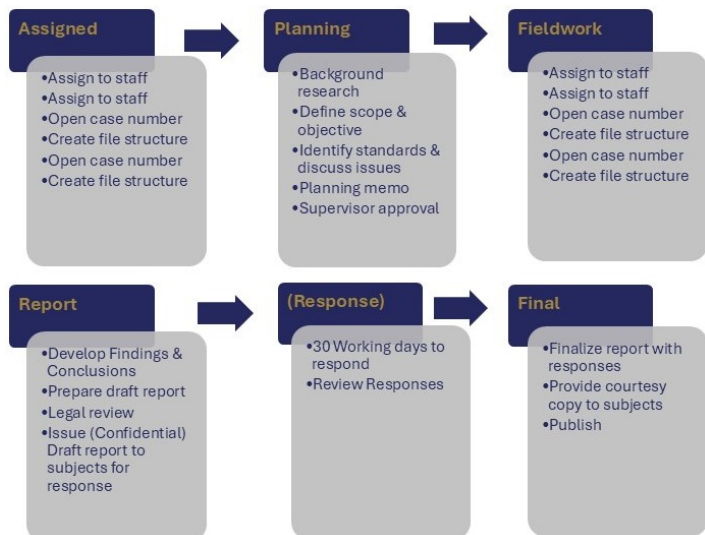 Assigned
•Assign to staff
•Assign to staff
•Open case number
•Create file structure
•Open case number
•Create file structure
Planning
•Background
research
•Define scope &
objective
•Identify standards &
discuss issues
•Planning memo
•Supervisor approval
Fieldwork
•Assign to staff
•Assign to staff
•Open case number
•Create file structure
•Open case number
•Create file structure
Report
•Develop Findings &
Conclusions
•Prepare draft report
•Legal review
•Issue (Confidential)
Draft report to
subjects for
response
(Response)
•30 Working days to
respond
•Review Responses
Final
•Finalize report with
responses
•Provide courtesy
copy to subjects
•Publish